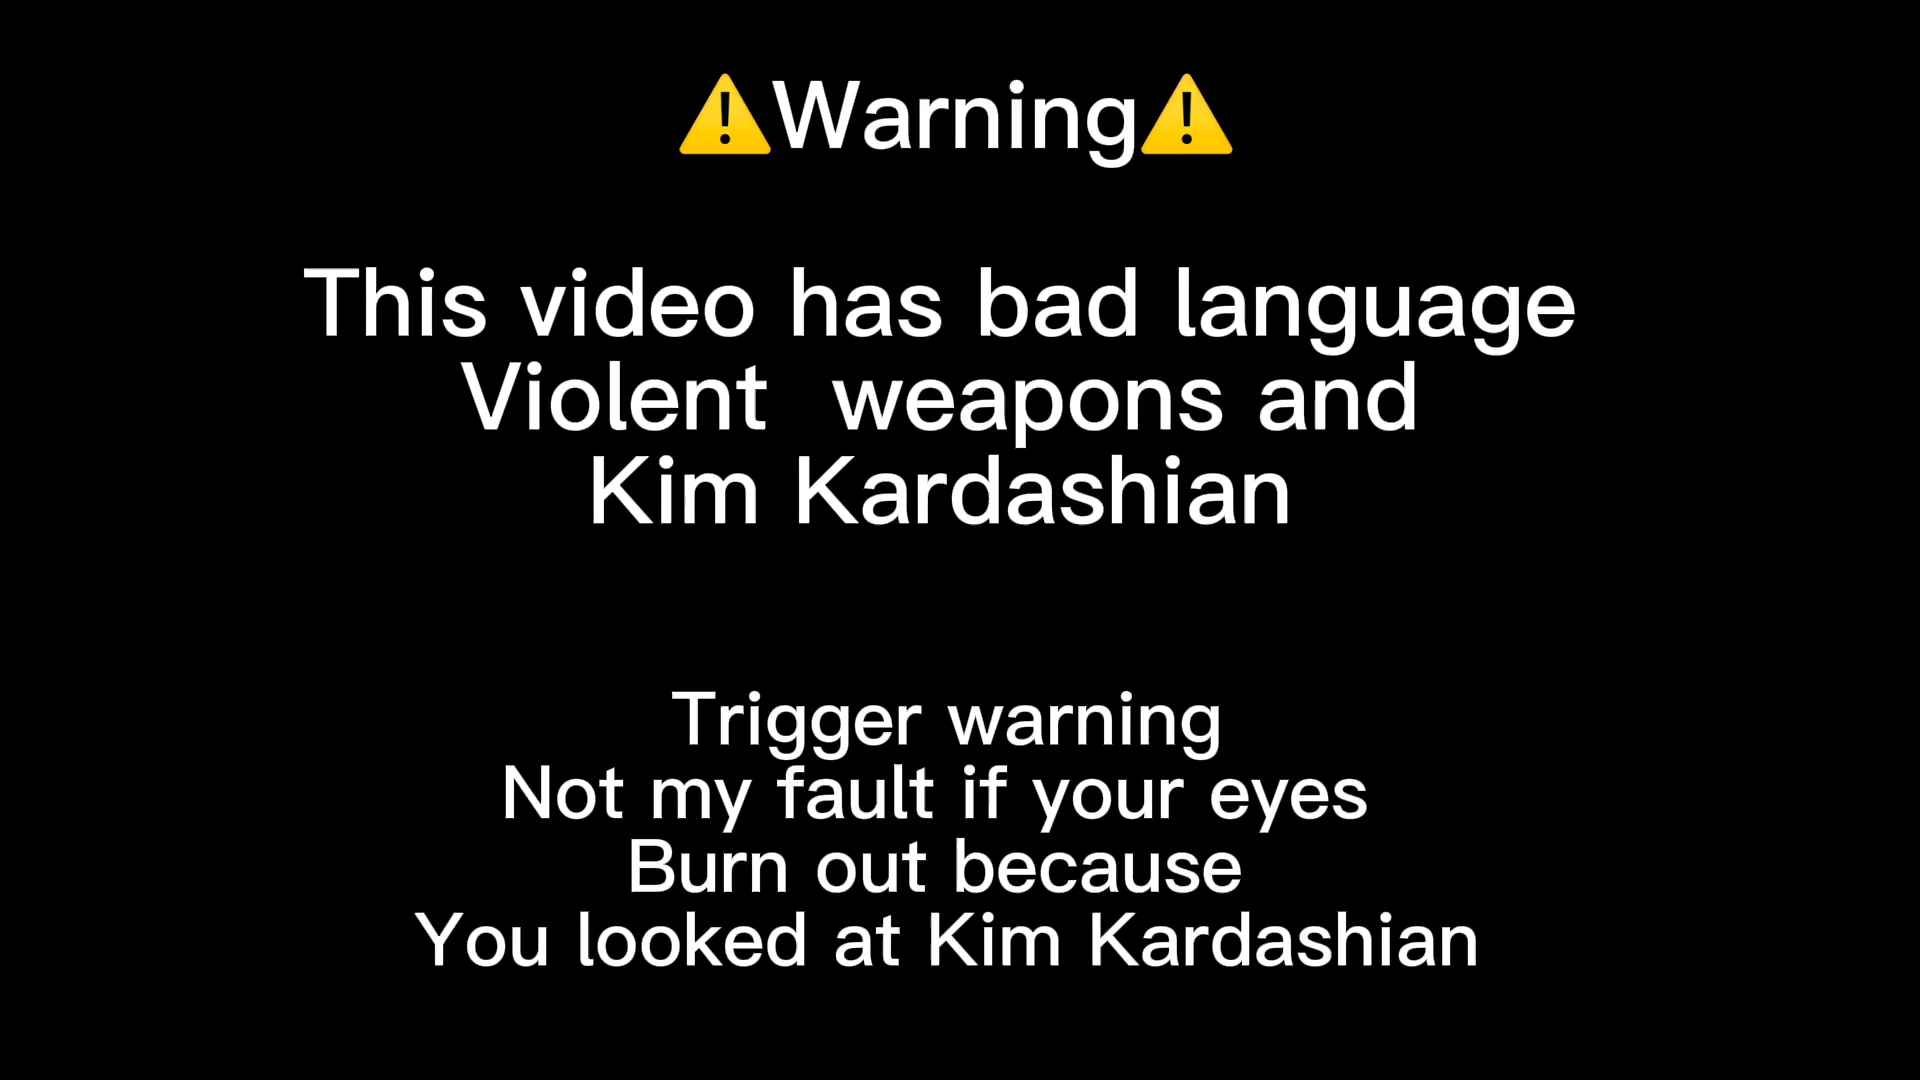 ⚠️Warning⚠️
This video has bad language
Violent  weapons and
Kim Kardashian
Trigger warning
Not my fault if your eyes
Burn out because
You looked at Kim Kardashian